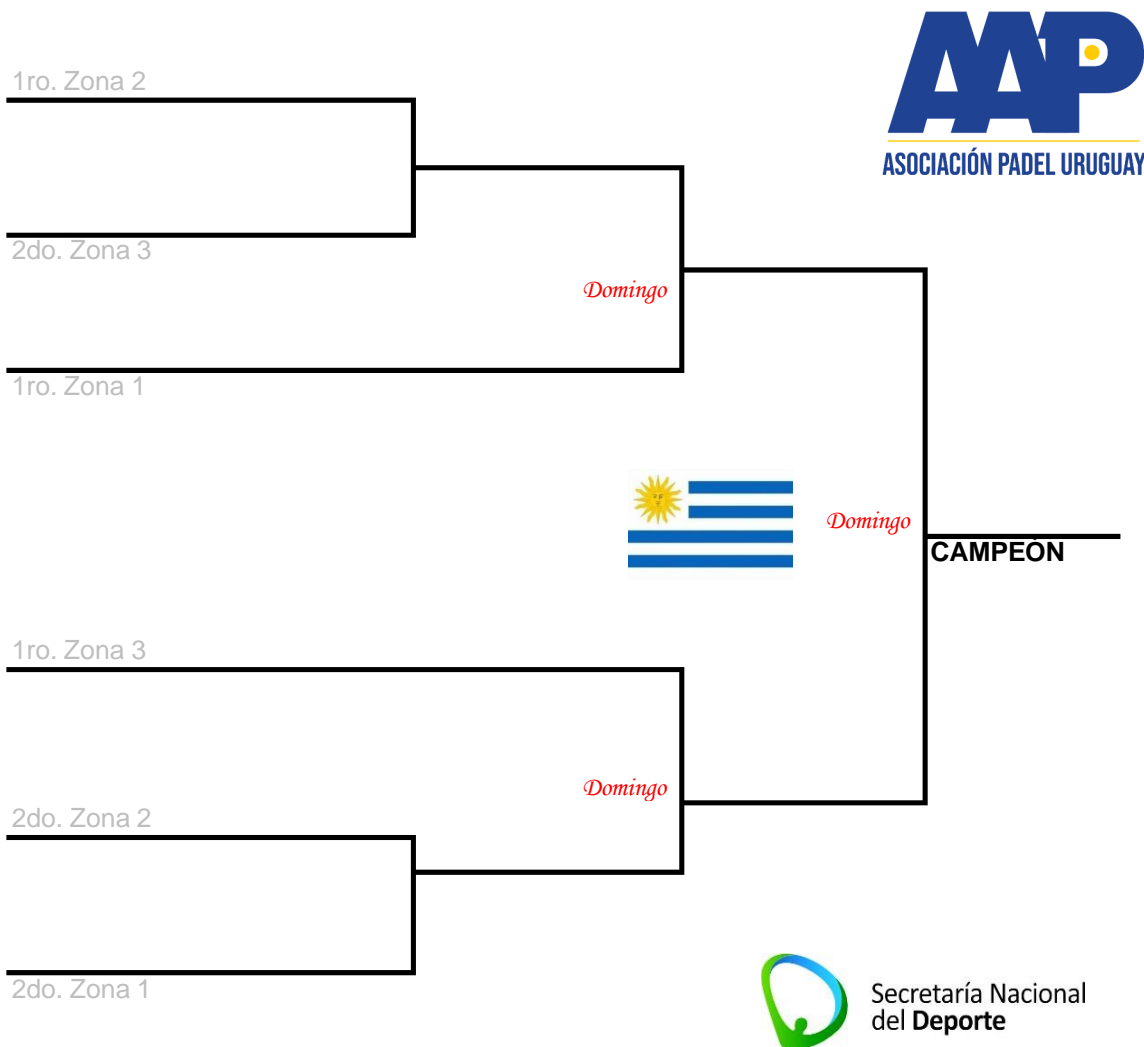 AAP
ASOCIACIÓN PADEL URUGUAY
1ro. Zona 2
2do. Zona 3
Domingo
1ro. Zona 1
Domingo
CAMPEÓN
1ro. Zona 3
Domingo
2do. Zona 2
2do. Zona 1
Secretaría Nacional
del Deporte